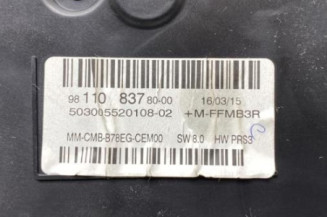 98 110 837 80-00 16/03/15
503005520108-02 +M-FFMB3R
MM-CMB-B78EG-CEM00 SW 8.0 HW PRS3